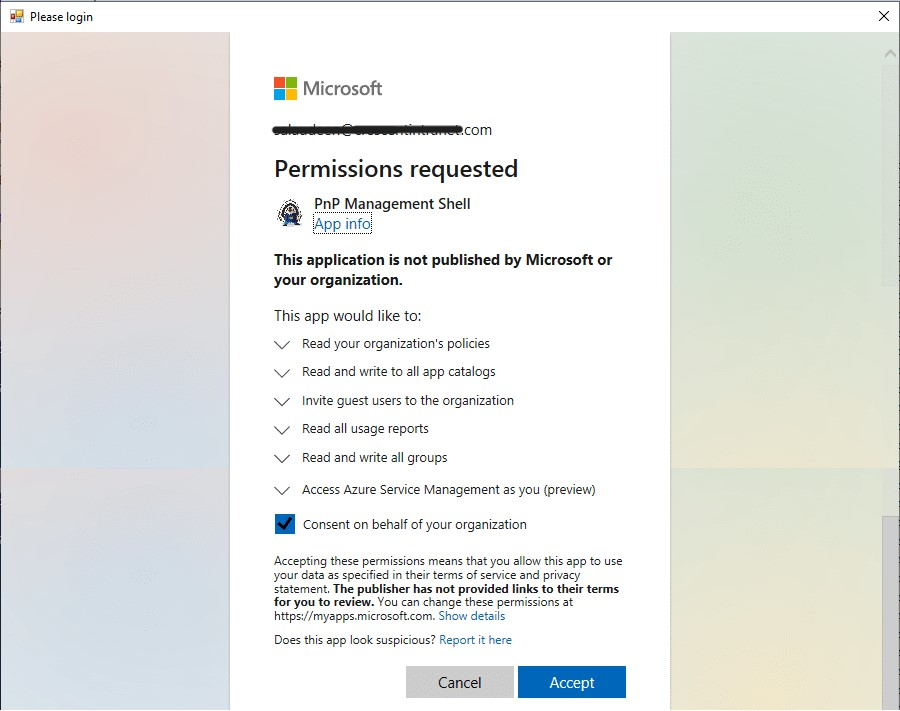 Please login
Microsoft
.com
Permissions requested
PnP Management Shell
App info
This application is not published by Microsoft or
your organization.
This app would like to:
Read your organization's policies
Read and write to all app catalogs
Invite guest users to the organization
Read all usage reports
Read and write all groups
Access Azure Service Management as you (preview)
Consent on behalf of your organization
Accepting these permissions means that you allow this app to use
your data as specified in their terms of service and privacy
statement. The publisher has not provided links to their terms
for you to review. You can change these permissions at
https://myapps.microsoft.com. Show details
Does this app look suspicious? Report it here
Cancel Accept